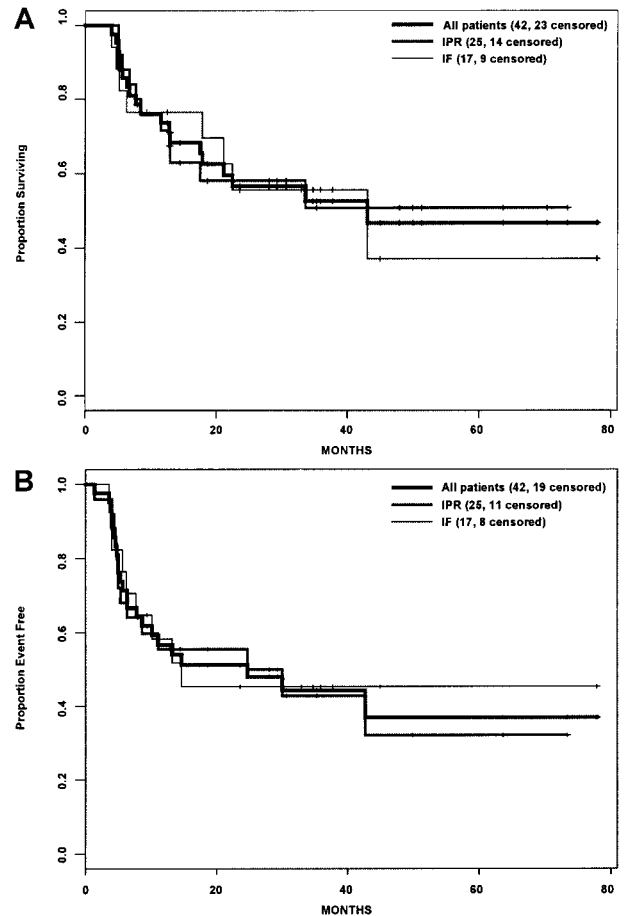 A
All patients (42, 23 censored)
IPR (25, 14 censored)
IF (17, 9 censored)
Proportion Surviving
1.0
0.8
0.6
0.4
0.2
0.0
0 20 40 60 80
MONTHS
B
All patients (42, 19 censored)
IPR (25, 11 censored)
IF (17, 8 censored)
Proportion Event Free
1.0
0.8
0.6
0.4
0.2
0.0
0 20 40 60 80
MONTHS